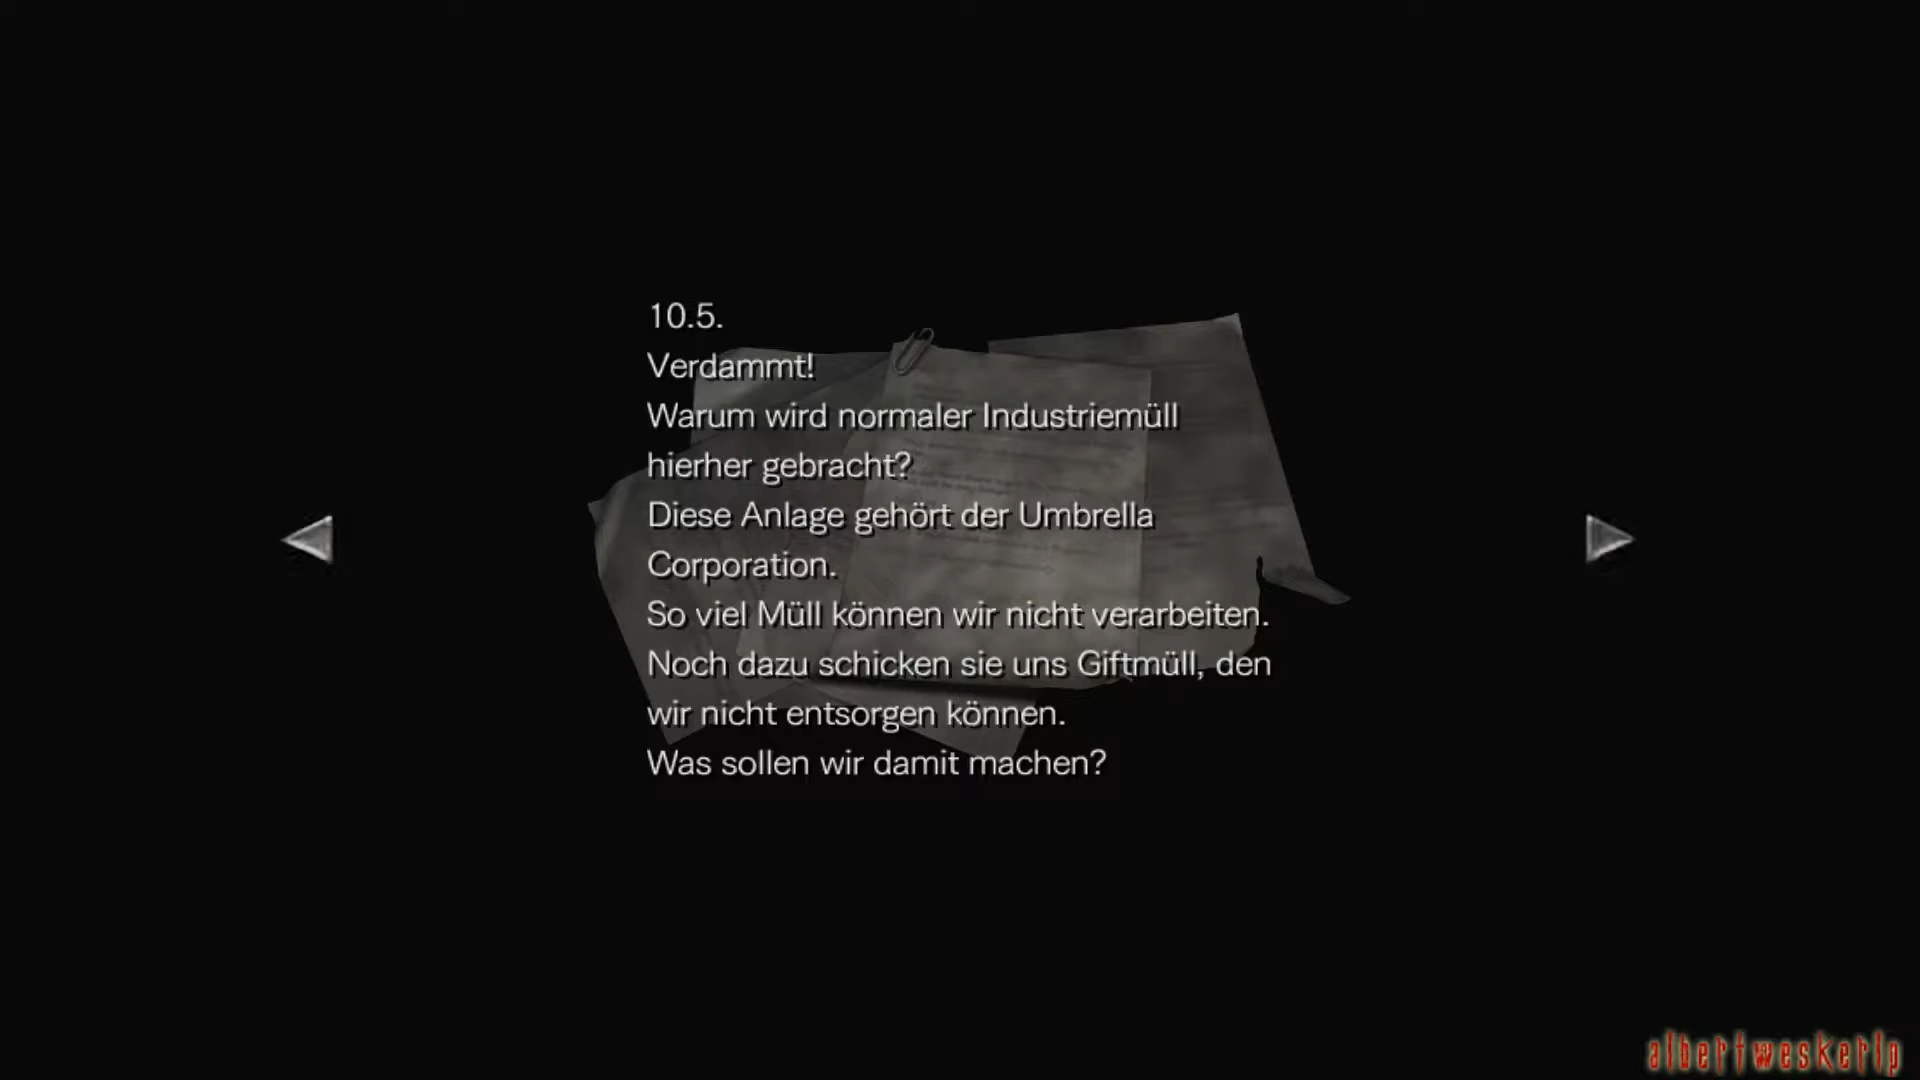 10.5.
Verdammt!
Warum wird normaler Industriemüll
hierher gebracht?
Diese Anlage gehört der Umbrella
Corporation.
So viel Müll können wir nicht verarbeiten.
Noch dazu schicken sie uns Giftmüll, den
wir nicht entsorgen können.
Was sollen wir damit machen?
albertweskerlp